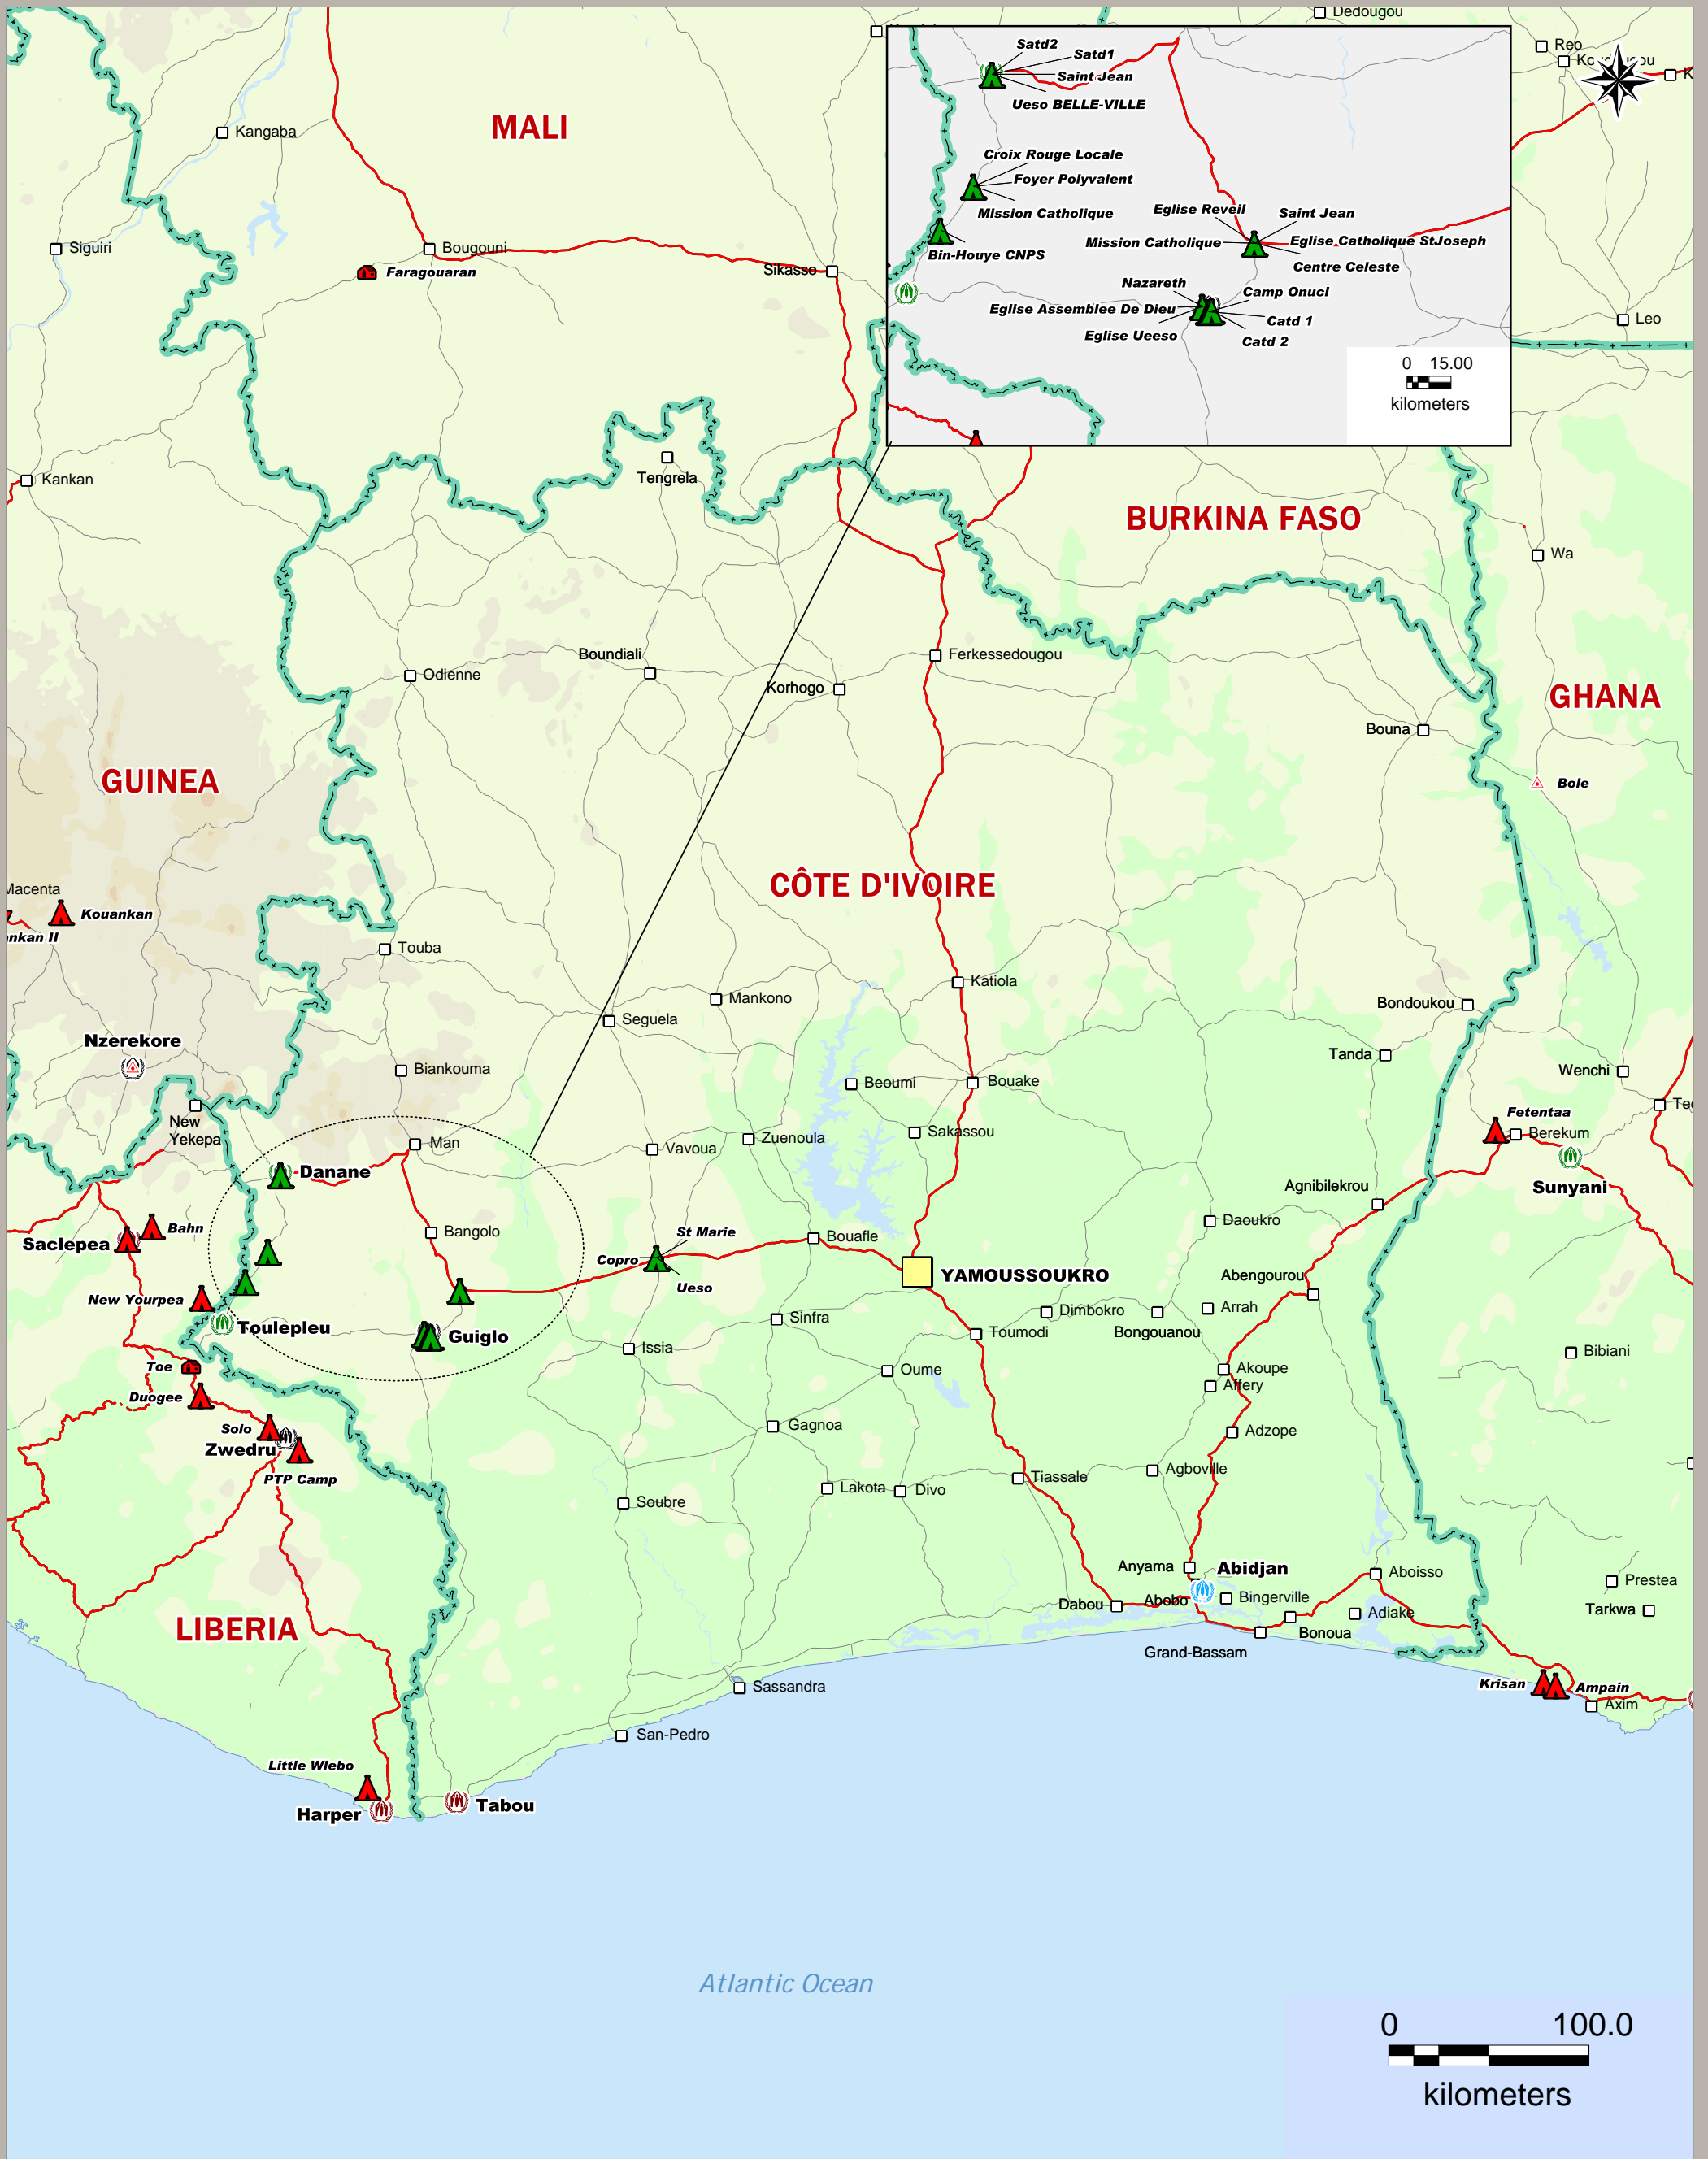 Dedougou
Reo
Satd2
Satd1
Saint Jean
Ueso BELLE-VILLE
MALI
Kangaba
Croix Rouge Locale
Foyer Polyvalent
Mission Catholique
Bin-Houye CNPS
Eglise Reveil
Saint Jean
Mission Catholique
Eglise Catholique StJoseph
Centre Celeste
Nazareth
Camp Onuci
Eglise Assemblee De Dieu
Catd 1
Eglise Ueeso
Catd 2
0 15.00
kilometers
Siguiri
Bougouni
Faragouaran
Sikasso
Leo
Kankan
Tengrela
BURKINA FASO
Wa
Odienne
Boundiali
Korhogo
Ferkessedougou
GHANA
Bouna
Bole
GUINEA
CÔTE D'IVOIRE
Macenta
Kouankan
nkan II
Touba
Katiola
Mankono
Seguela
Bondoukou
Nzerekore
Tanda
Biankouma
Beoumi
Bouake
Wenchi
New
Yekepa
Fetentaa
Berekum
Man
Vavoua
Zuenoula
Sakassou
Danane
Sunyani
Agnibilekrou
Bahn
Saclepea
Bangolo
St Marie
Copro
Ueso
Bouafle
Daoukro
YAMOUSSOUKRO
Abengourou
New Yourpea
Toulepleu
Guiglo
Sinfra
Dimbokro
Arrah
Bongouanou
Toumodi
Issia
Bibiani
Toe
Oume
Akoupe
Affery
Duogee
Solo
Zwedru
PTP Camp
Gagnoa
Adzope
Agboville
Tiassale
Lakota
Divo
Soubre
Anyama
Abidjan
Aboisso
Prestea
Dabou
Abobo
Bingerville
Adiake
Tarkwa
LIBERIA
Bonoua
Grand-Bassam
Sassandra
Krisan
Ampain
Axim
San-Pedro
Little Wlebo
Harper
Tabou
Atlantic Ocean
0 100.0
kilometers